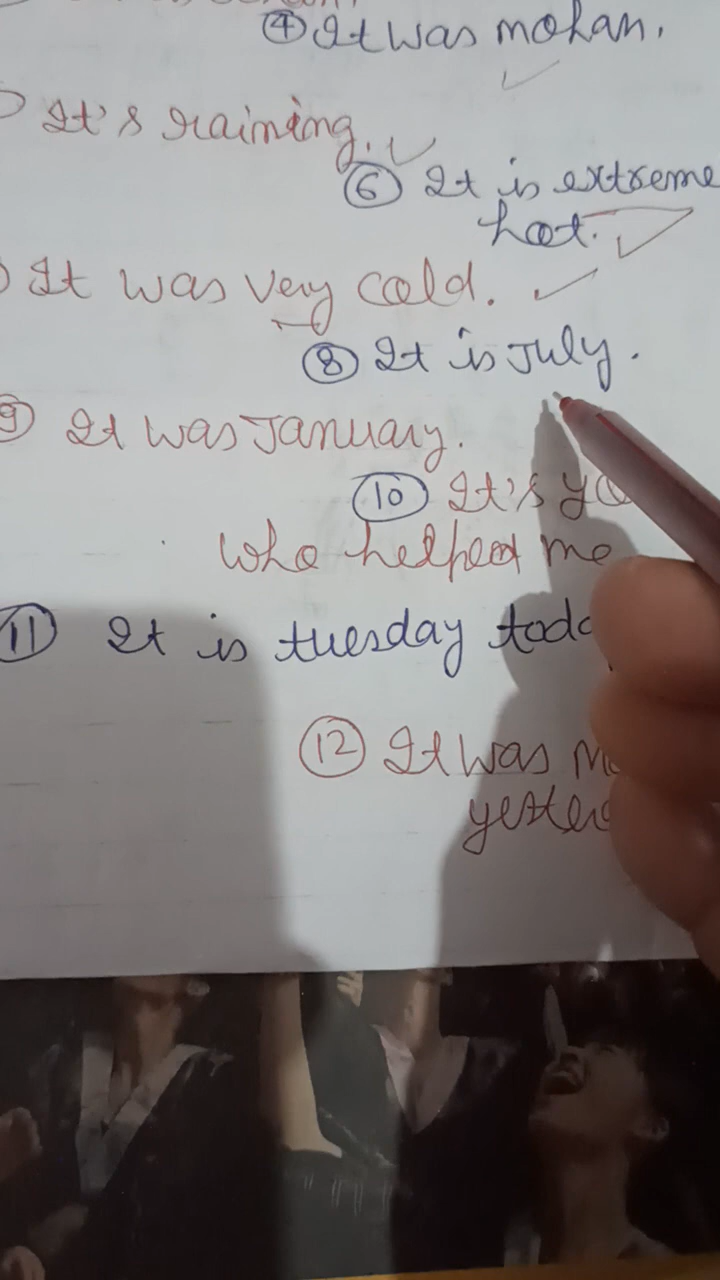 ④ It was mohan.
It's raining.
⑥ It is extreme
hot.
It was very cold.
⑧ It is July.
⑨ It was January.
⑩ It's
who helped me
⑪ It is tuesday
⑫ It was